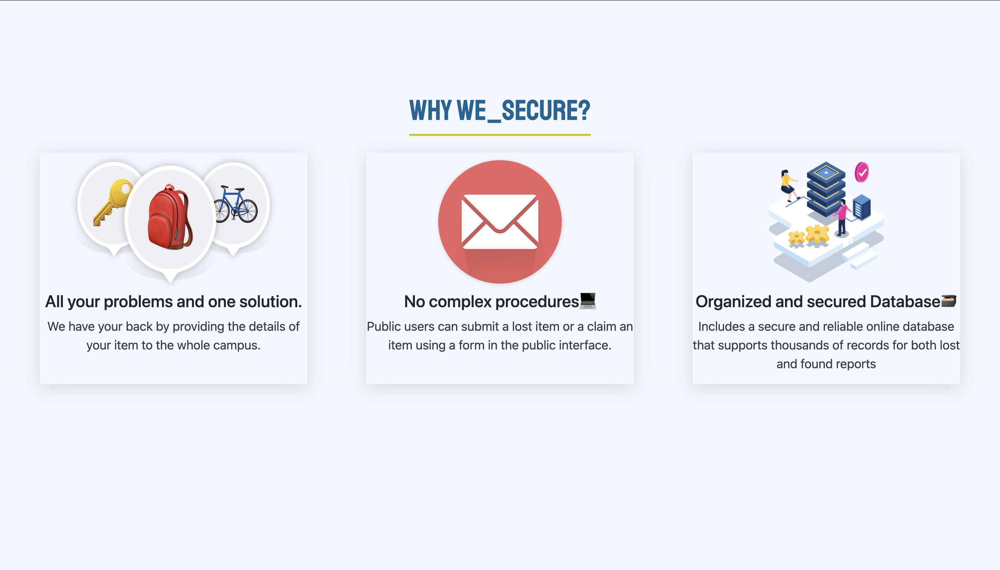 WHY WE_SECURE?
All your problems and one solution.
We have your back by providing the details of
your item to the whole campus.
No complex procedures💻
Public users can submit a lost item or a claim an
item using a form in the public interface.
Organized and secured Database🗃️
Includes a secure and reliable online database
that supports thousands of records for both lost
and found reports